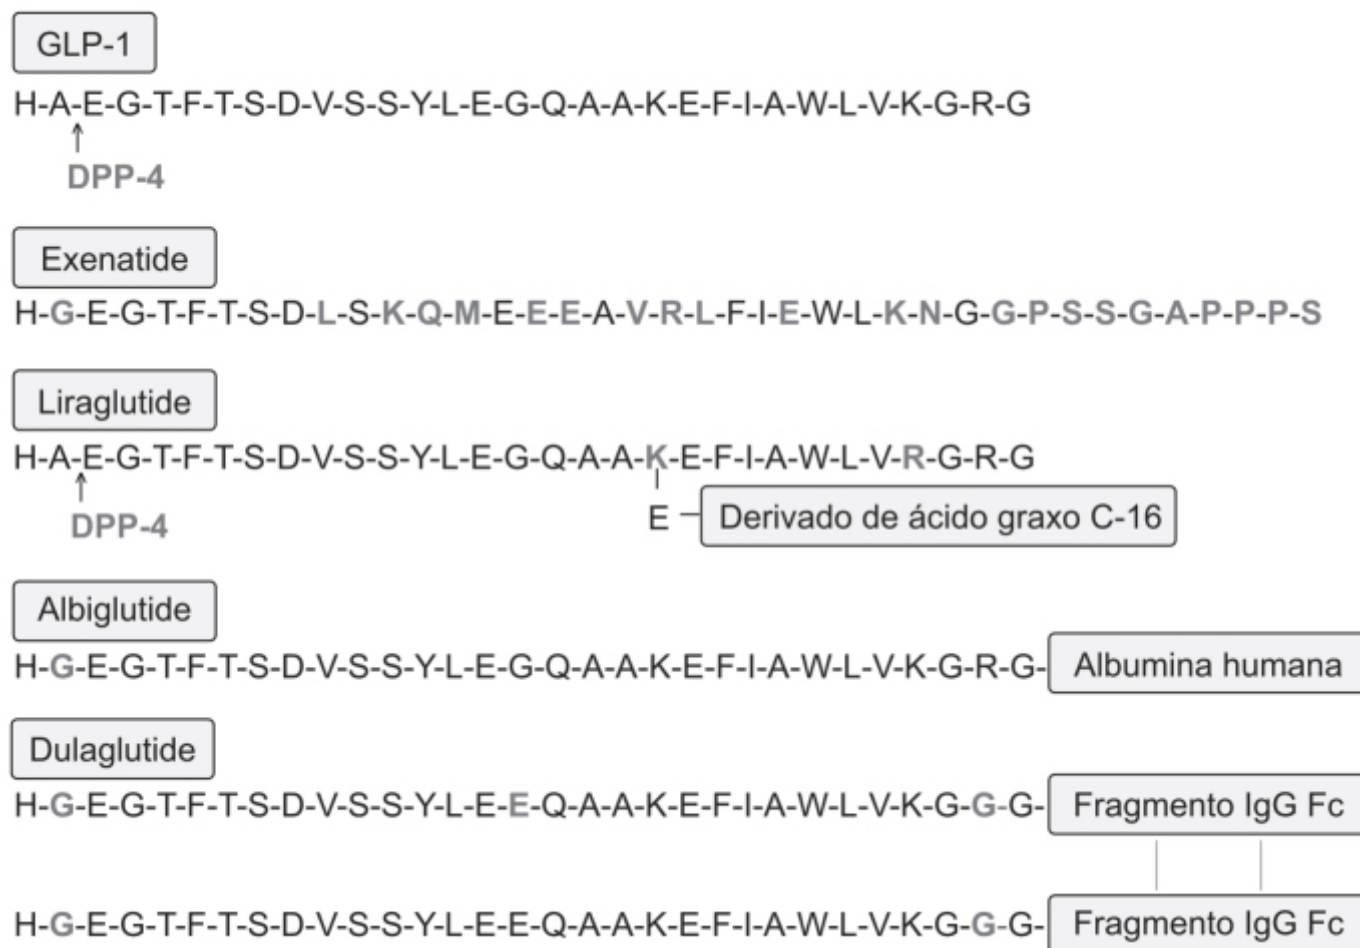 GLP-1
H-A-E-G-T-F-T-S-D-V-S-S-Y-L-E-G-Q-A-A-K-E-F-I-A-W-L-V-K-G-R-G
DPP-4
Exenatide
H-G-E-G-T-F-T-S-D-L-S-K-Q-M-E-E-E-A-V-R-L-F-I-E-W-L-K-N-G-G-P-S-S-G-A-P-P-P-S
Liraglutide
H-A-E-G-T-F-T-S-D-V-S-S-Y-L-E-G-Q-A-A-K-E-F-I-A-W-L-V-R-G-R-G
DPP-4
E
Derivado de ácido graxo C-16
Albiglutide
H-G-E-G-T-F-T-S-D-V-S-S-Y-L-E-G-Q-A-A-K-E-F-I-A-W-L-V-K-G-R-G- Albumina humana
Dulaglutide
H-G-E-G-T-F-T-S-D-V-S-S-Y-L-E-E-Q-A-A-K-E-F-I-A-W-L-V-K-G-G-G- Fragmento IgG Fc
H-G-E-G-T-F-T-S-D-V-S-S-Y-L-E-E-Q-A-A-K-E-F-I-A-W-L-V-K-G-G-G- Fragmento IgG Fc